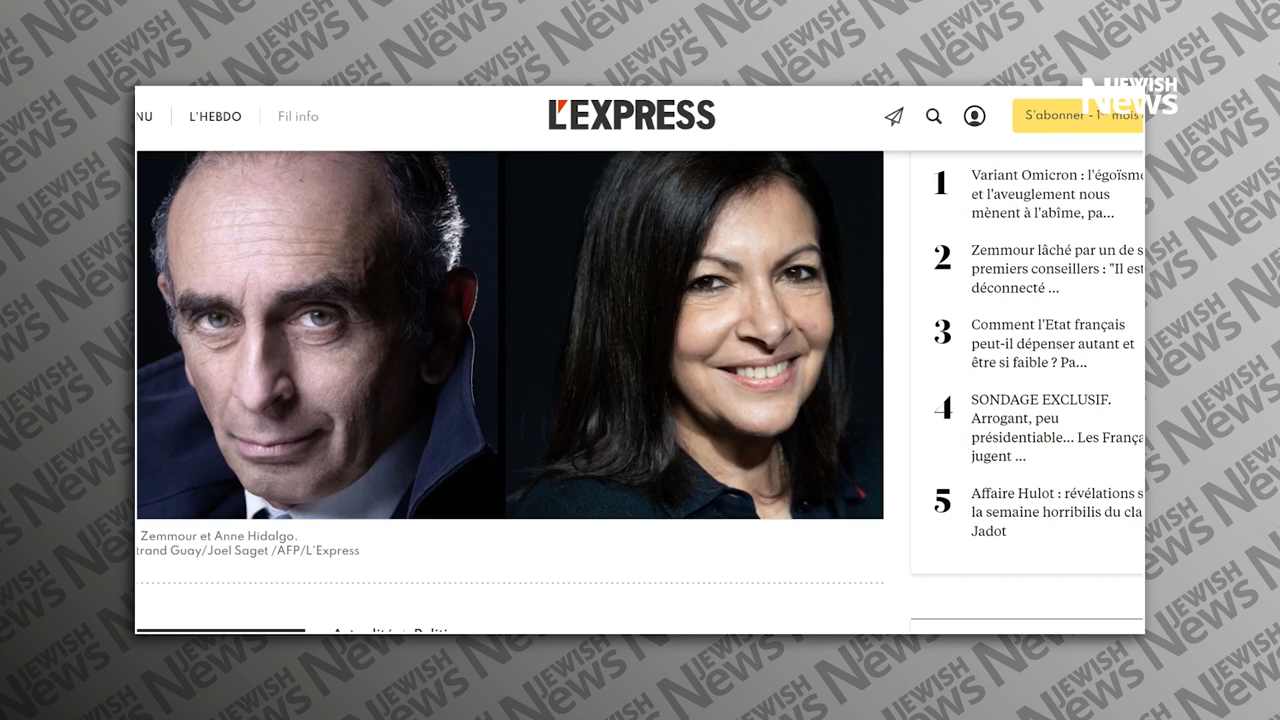 JEWISH
News
NU
L'HEBDO
Fil info
L'EXPRESS
S'abonner - 1er mois
1
Variant Omicron : l'égoïsme
et l'aveuglement nous
mènent à l'abîme, pa...
2
Zemmour lâché par un de s
premiers conseillers : "Il est
déconnecté ...
3
Comment l'Etat français
peut-il dépenser autant et
être si faible ? Pa...
4
SONDAGE EXCLUSIF.
Arrogant, peu
présidentiable... Les França
jugent ...
5
Affaire Hulot : révélations s
la semaine horribilis du cla
Jadot
Zemmour et Anne Hidalgo.
trand Guay/Joel Saget /AFP/L'Express